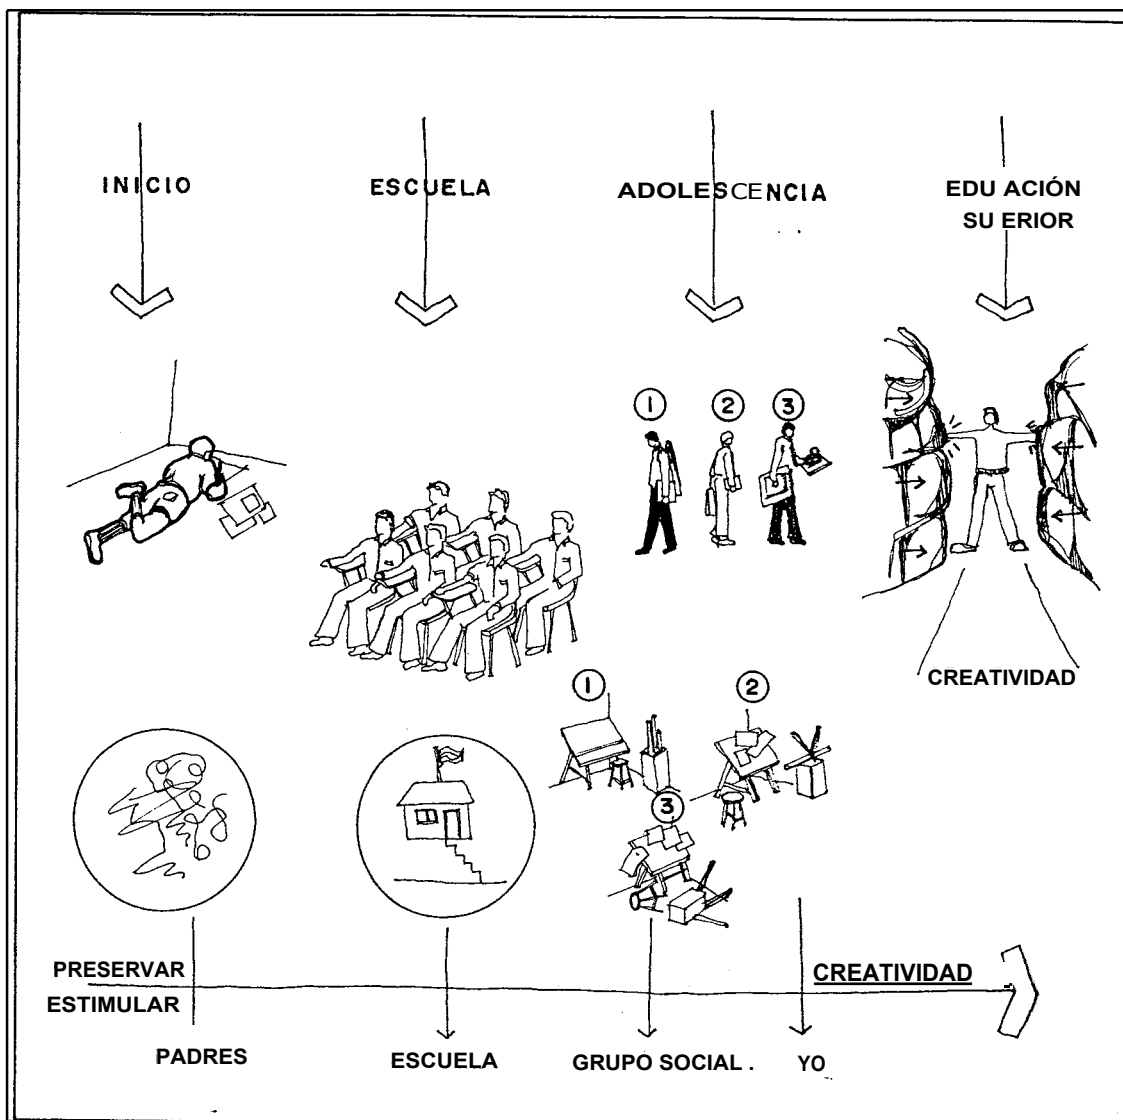 INICIO
ESCUELA
ADOLESCENCIA
EDU ACIÓN
SU ERIOR
1
2
3
CREATIVIDAD
1
2
3
PRESERVAR
ESTIMULAR
CREATIVIDAD
PADRES
ESCUELA
GRUPO SOCIAL .
YO